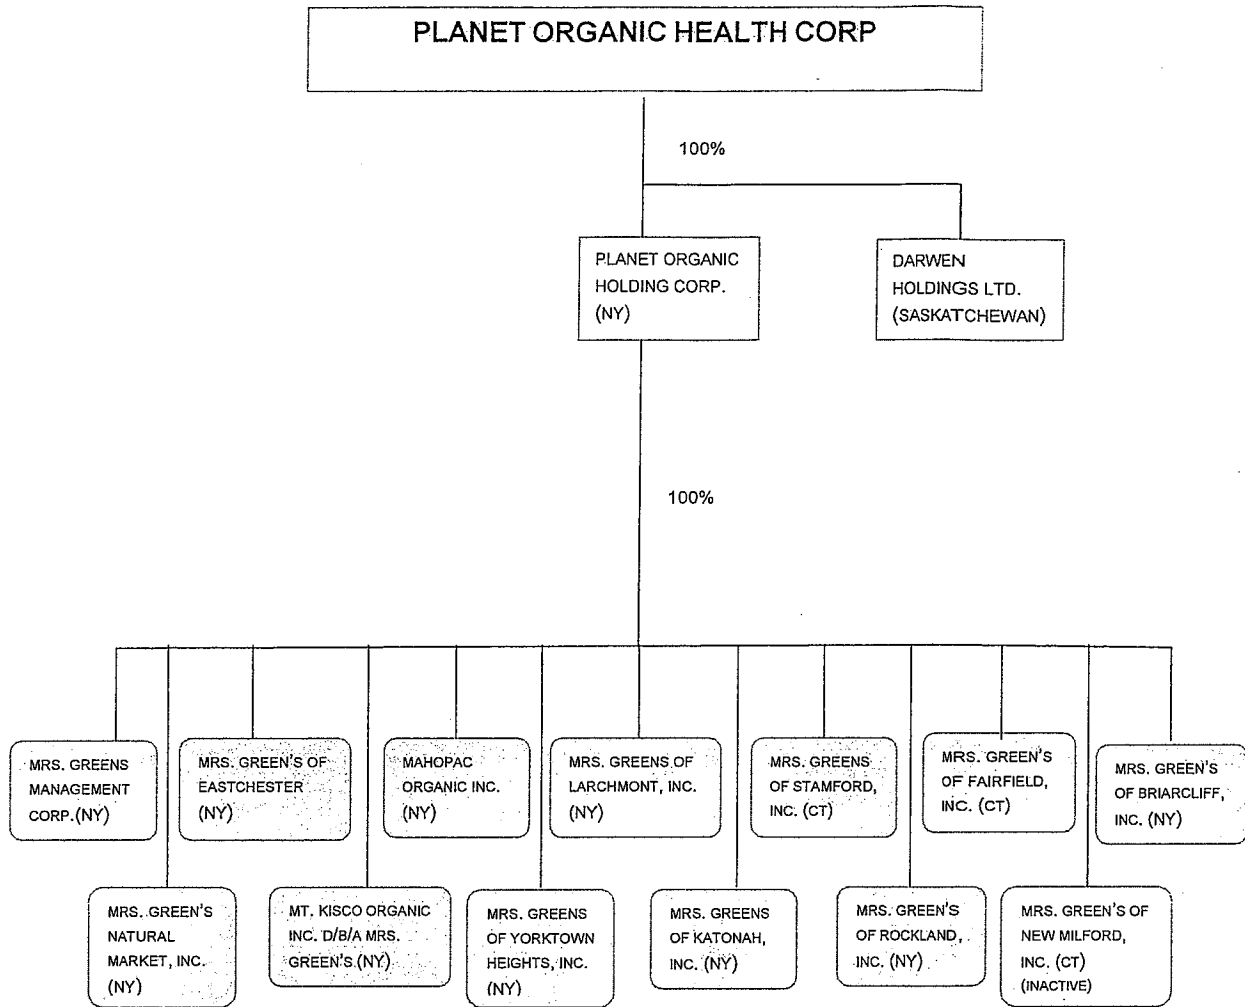 PLANET ORGANIC HEALTH CORP
100%
PLANET ORGANIC
HOLDING CORP.
(NY)
DARWEN
HOLDINGS LTD.
(SASKATCHEWAN)
100%
MRS. GREENS
MANAGEMENT
CORP.(NY)
MRS. GREEN'S OF
EASTCHESTER
(NY)
MAHOPAC
ORGANIC INC.
(NY)
MRS. GREENS OF
LARCHMONT, INC.
(NY)
MRS. GREENS
OF STAMFORD,
INC. (CT)
MRS. GREEN'S
OF FAIRFIELD,
INC. (CT)
MRS. GREEN'S
OF BRIARCLIFF,
INC. (NY)
MRS. GREEN'S
NATURAL
MARKET, INC.
(NY)
MT. KISCO ORGANIC
INC. D/B/A MRS.
GREEN'S.(NY)
MRS. GREENS
OF YORKTOWN
HEIGHTS, INC.
(NY)
MRS. GREENS
OF KATONAH,
INC. (NY)
MRS. GREEN'S
OF ROCKLAND,
INC. (NY)
MRS. GREEN'S OF
NEW MILFORD,
INC. (CT)
(INACTIVE)